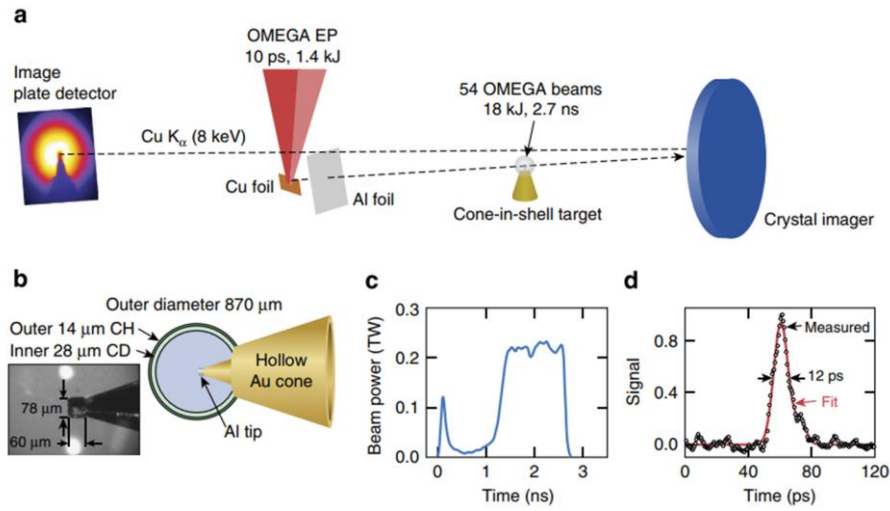 a
OMEGA EP
10 ps, 1.4 kJ
Image
plate detector
54 OMEGA beams
18 kJ, 2.7 ns
Cu Kα (8 keV)
Cu foil
Al foil
Cone-in-shell target
Crystal imager
b
Outer diameter 870 μm
Outer 14 μm CH
Inner 28 μm CD
Hollow
Au cone
78 μm
60 μm
Al tip
c
Beam power (TW)
0.3
0.2
0.1
0.0
0 1 2 3
Time (ns)
d
Signal
0.8
0.4
0.0
Measured
12 ps
Fit
0 40 80 120
Time (ps)